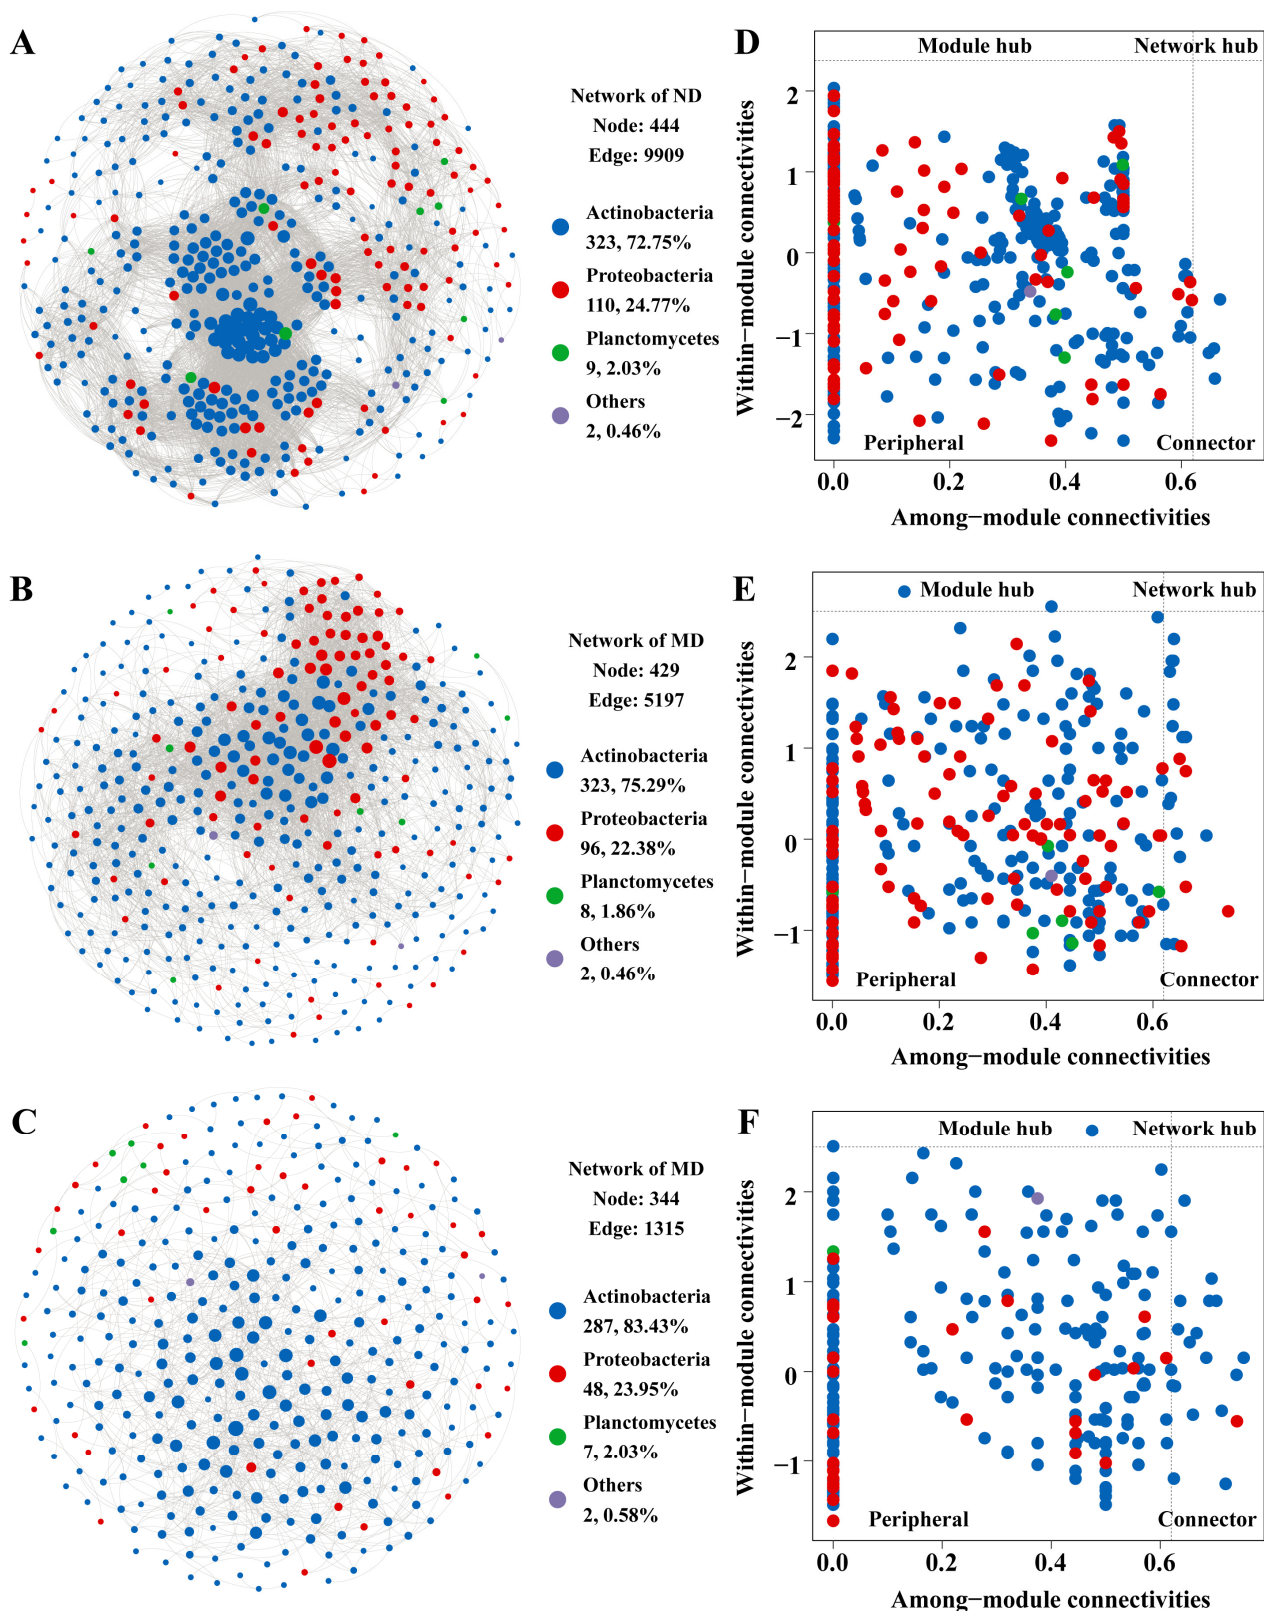 A
Network of ND
Node: 444
Edge: 9909
Actinobacteria
323, 72.75%
Proteobacteria
110, 24.77%
Planctomycetes
9, 2.03%
Others
2, 0.46%
D
Module hub
Network hub
Within−module connectivities
2
1
0
−1
−2
Peripheral
Connector
0.0
0.2
0.4
0.6
Among−module connectivities
B
Network of MD
Node: 429
Edge: 5197
Actinobacteria
323, 75.29%
Proteobacteria
96, 22.38%
Planctomycetes
8, 1.86%
Others
2, 0.46%
E
Module hub
Network hub
Within−module connectivities
2
1
0
−1
Peripheral
Connector
0.0
0.2
0.4
0.6
Among−module connectivities
C
Network of MD
Node: 344
Edge: 1315
Actinobacteria
287, 83.43%
Proteobacteria
48, 23.95%
Planctomycetes
7, 2.03%
Others
2, 0.58%
F
Module hub
Network hub
Within−module connectivities
2
1
0
−1
Peripheral
Connector
0.0
0.2
0.4
0.6
Among−module connectivities